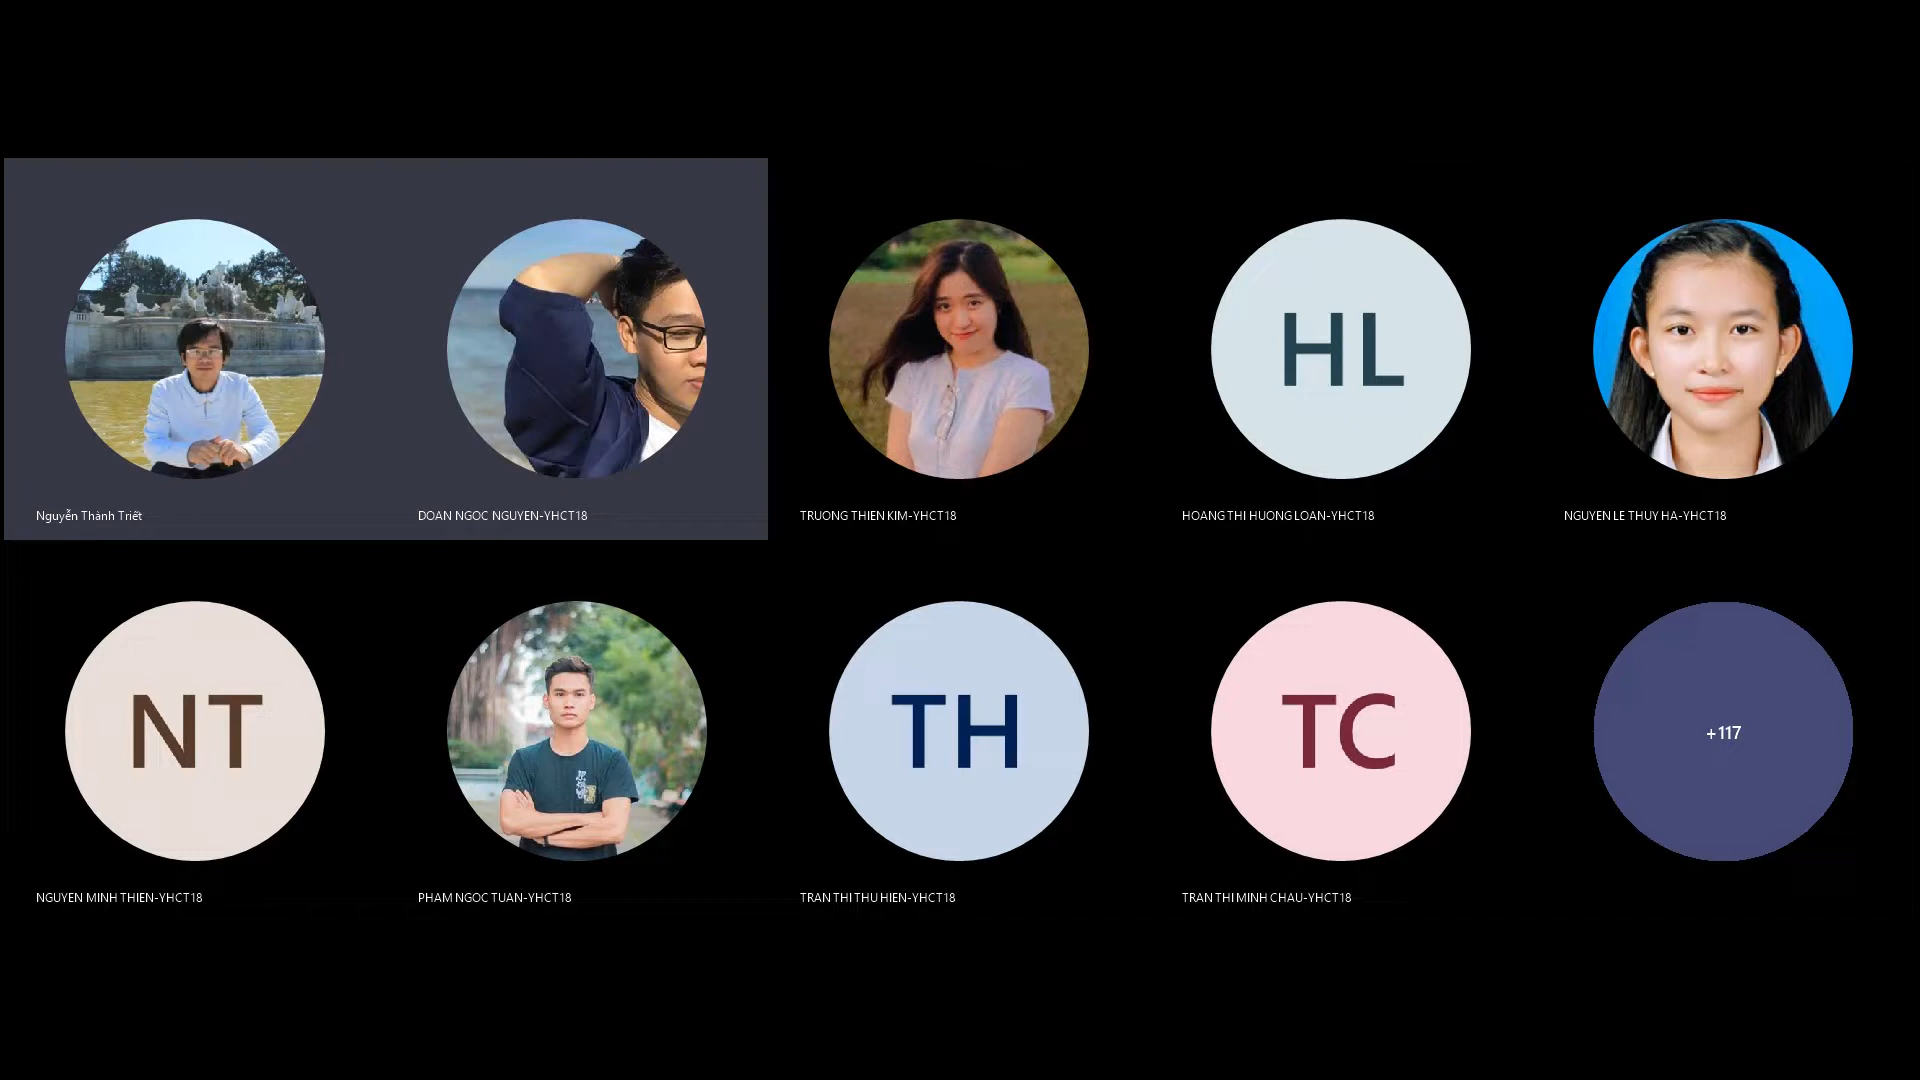 HL
Nguyễn Thành Triết
DOAN NGOC NGUYEN-YHCT18
TRUONG THIEN KIM-YHCT18
HOANG THI HUONG LOAN-YHCT18
NGUYEN LE THUY HA-YHCT18
NT
TH
TC
+117
NGUYEN MINH THIEN-YHCT18
PHAM NGOC TUAN-YHCT18
TRAN THI THU HIEN-YHCT18
TRAN THI MINH CHAU-YHCT18